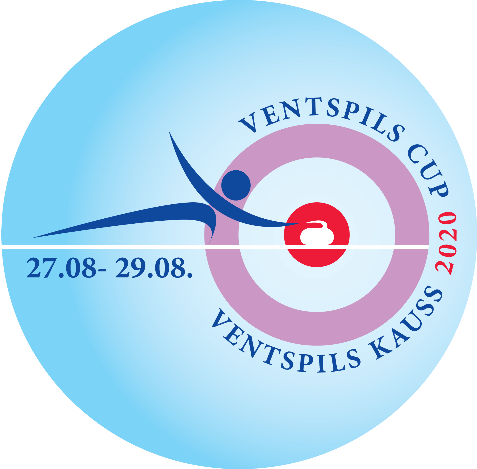 VENTSPILS CUP 2020
27.08- 29.08.
VENTSPILS KAUSS